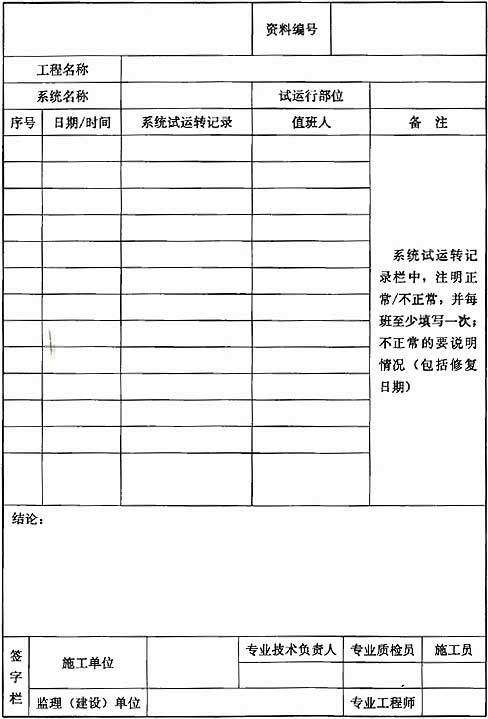 资料编号
工程名称
系统名称 试运行部位
序号 日期/时间 系统试运转记录 值班人 备 注
系统试运转记
录栏中，注明正
常/不正常，并每
班至少填写一次；
不正常的要说明
情况（包括修复
日期）
结论：
签字栏 施工单位 专业技术负责人 专业质检员 施工员
监理（建设）单位 专业工程师